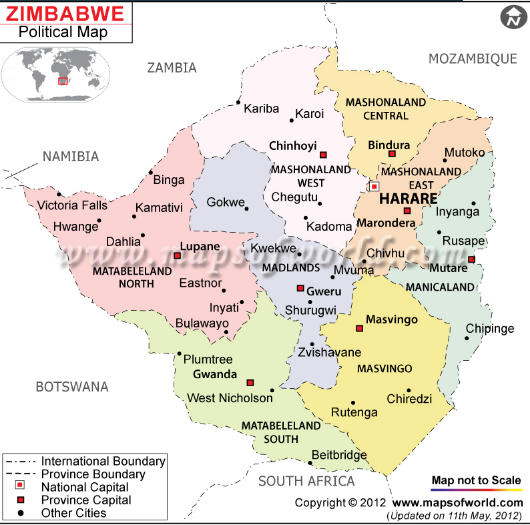 ZIMBABWE
Political Map
N
ZAMBIA
MOZAMBIQUE
NAMIBIA
BOTSWANA
SOUTH AFRICA
Kariba
Karoi
Chinhoyi
MASHONALAND
WEST
Chegutu
Kadoma
MASHONALAND
CENTRAL
Bindura
Mutoko
MASHONALAND
EAST
HARARE
Marondera
Chivhu
Inyanga
Rusape
Mutare
MANICALAND
Chipinge
Binga
Victoria Falls
Kamativi
Hwange
Dahlia
Lupane
MATABELELAND
NORTH
Eastnor
Inyati
Bulawayo
Gokwe
Kwekwe
MADLANDS
Mvuma
Gweru
Shurugwi
Zvishavane
Masvingo
MASVINGO
Chiredzi
Rutenga
Plumtree
Gwanda
West Nicholson
MATABELELAND
SOUTH
Beitbridge
www.mapsofworld.com
International Boundary
Province Boundary
National Capital
Province Capital
Other Cities
Map not to Scale
Copyright © 2012 www.mapsofworld.com
(Updated on 11th May, 2012)